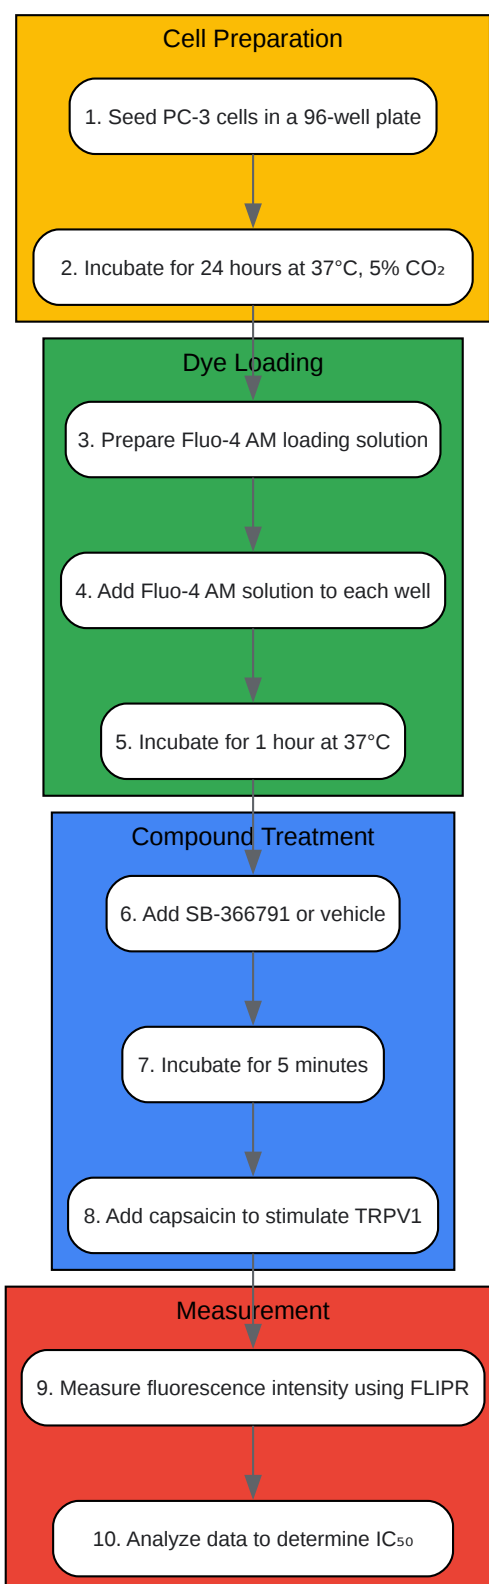 Cell Preparation
1. Seed PC-3 cells in a 96-well plate
2. Incubate for 24 hours at 37°C, 5% CO₂
Dye Loading
3. Prepare Fluo-4 AM loading solution
4. Add Fluo-4 AM solution to each well
5. Incubate for 1 hour at 37°C
Compound Treatment
6. Add SB-366791 or vehicle
7. Incubate for 5 minutes
8. Add capsaicin to stimulate TRPV1
Measurement
9. Measure fluorescence intensity using FLIPR
10. Analyze data to determine IC₅₀